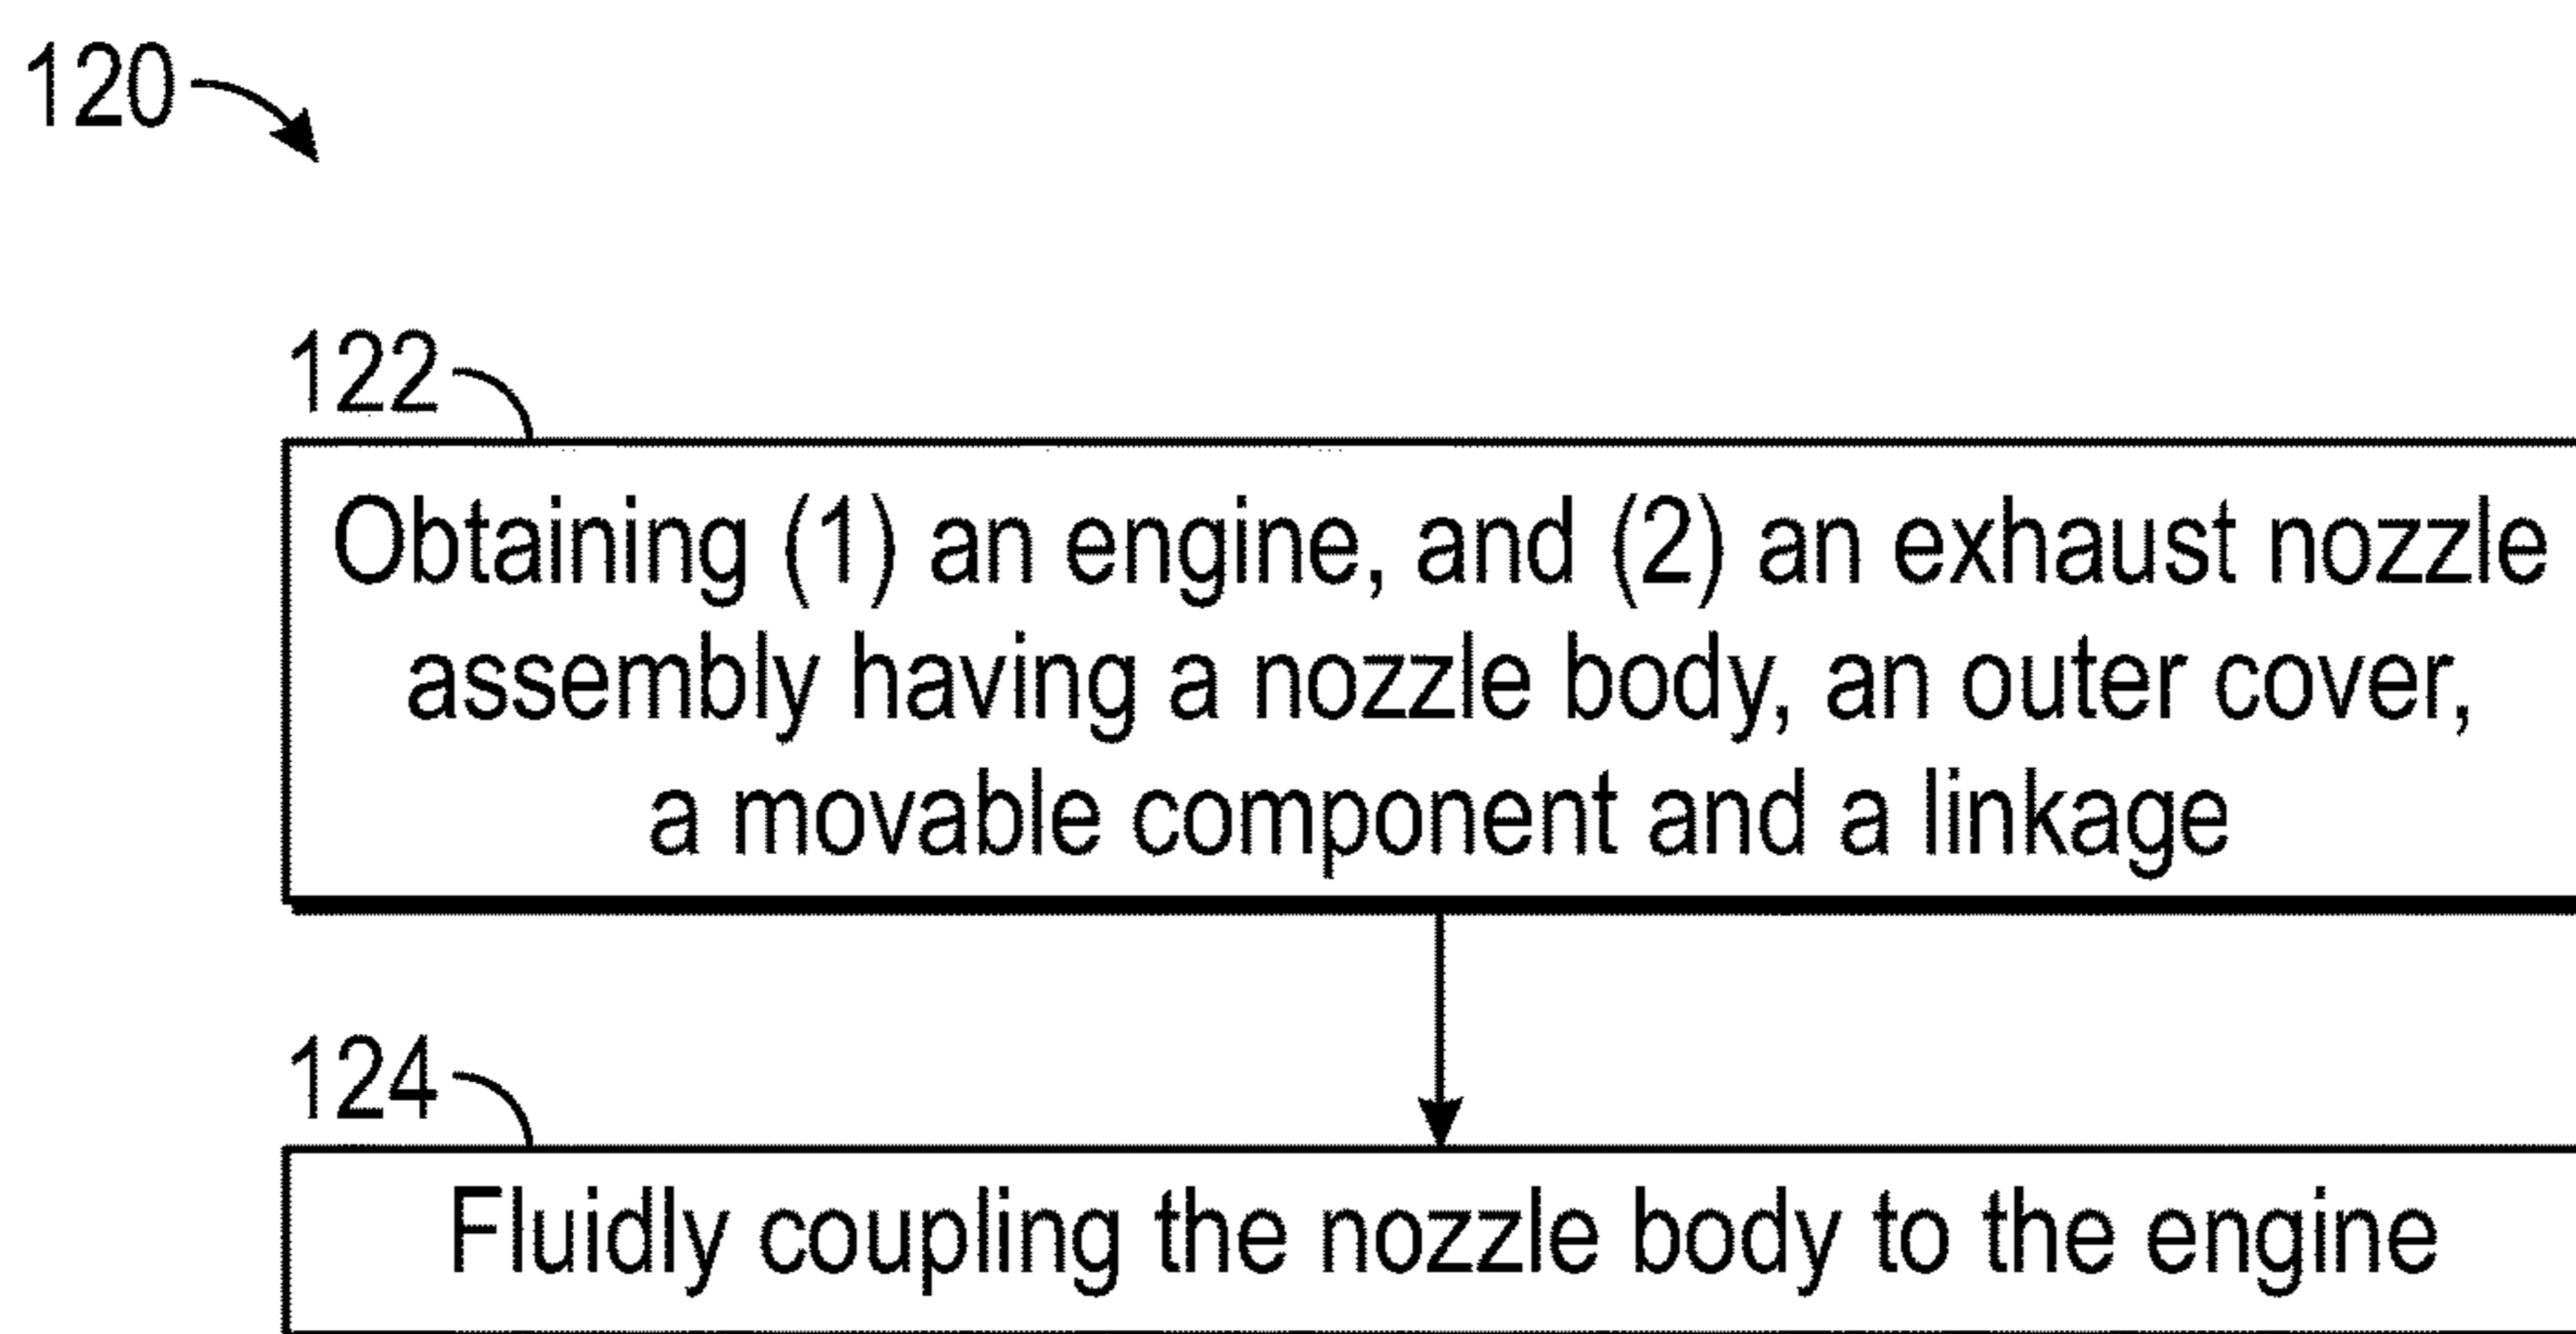 120
122
Obtaining (1) an engine, and (2) an exhaust nozzle
assembly having a nozzle body, an outer cover,
a movable component and a linkage
124
Fluidly coupling the nozzle body to the engine